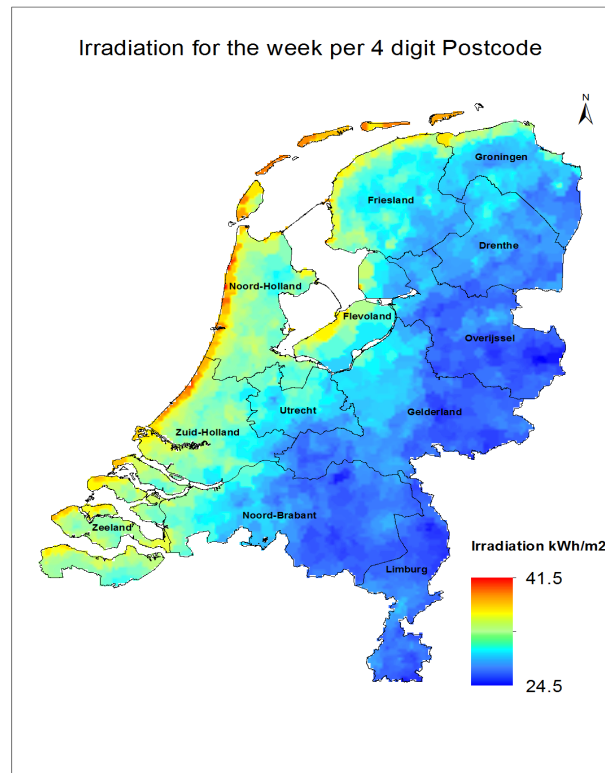 Irradiation for the week per 4 digit Postcode
N
Groningen
Friesland
Drenthe
Noord-Holland
Flevoland
Overijssel
Utrecht
Gelderland
Zuid-Holland
Noord-Brabant
Zeeland
Limburg
Irradiation kWh/m2
41.5
24.5